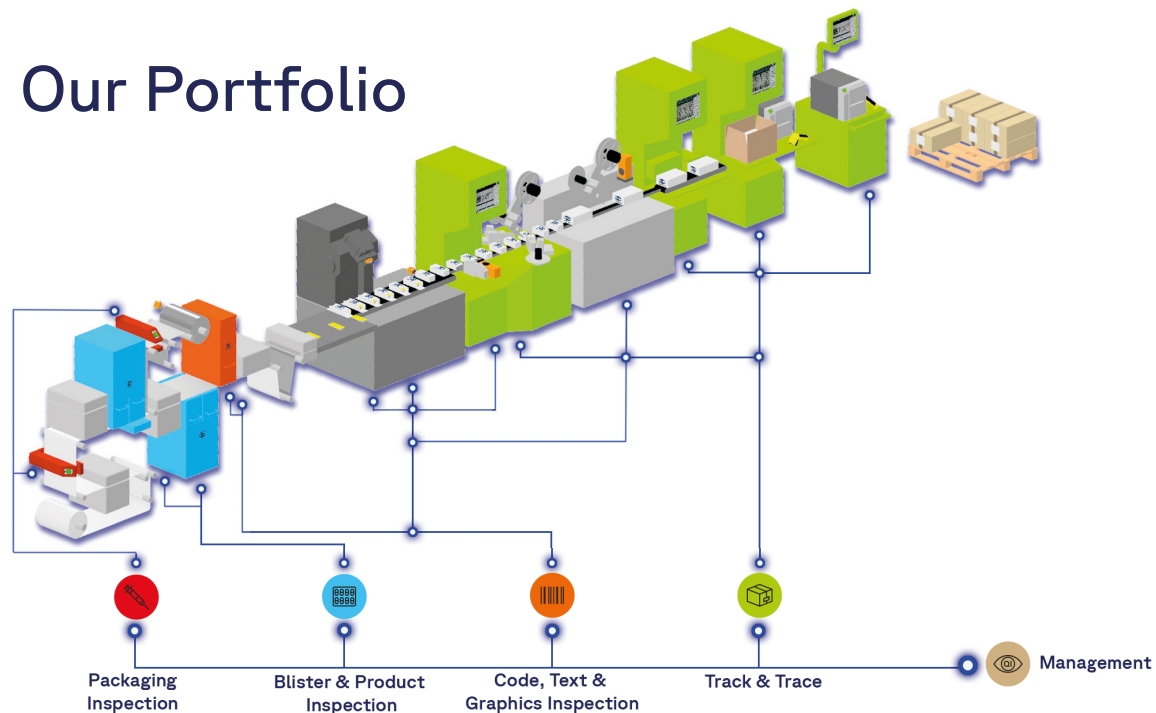 Our Portfolio
Packaging
Inspection
Blister & Product
Inspection
Code, Text &
Graphics Inspection
Track & Trace
Management